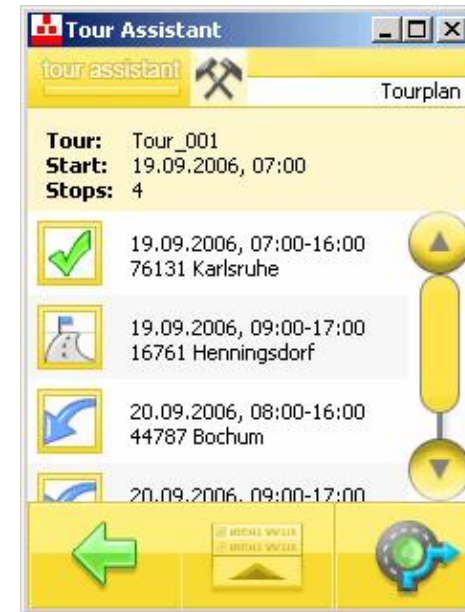 Tour Assistant
tour assistant
Tourplan
Tour: Tour_001
Start: 19.09.2006, 07:00
Stops: 4
19.09.2006, 07:00-16:00
76131 Karlsruhe
19.09.2006, 09:00-17:00
16761 Henningsdorf
20.09.2006, 08:00-16:00
44787 Bochum
20.09.2006, 09:00-17:00